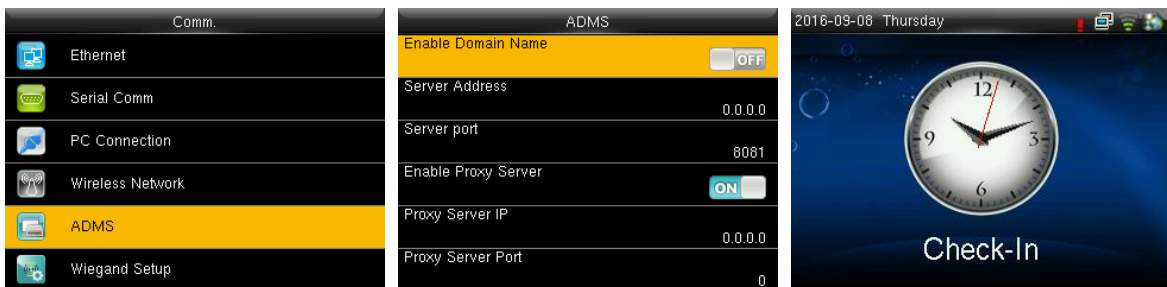 Comm.
Ethernet
Serial Comm
PC Connection
Wireless Network
ADMS
Wiegand Setup
ADMS
Enable Domain Name
OFF
Server Address
0.0.0.0
Server port
8081
Enable Proxy Server
ON
Proxy Server IP
0.0.0.0
Proxy Server Port
0
2016-09-08 Thursday
12
9
3
6
Check-In